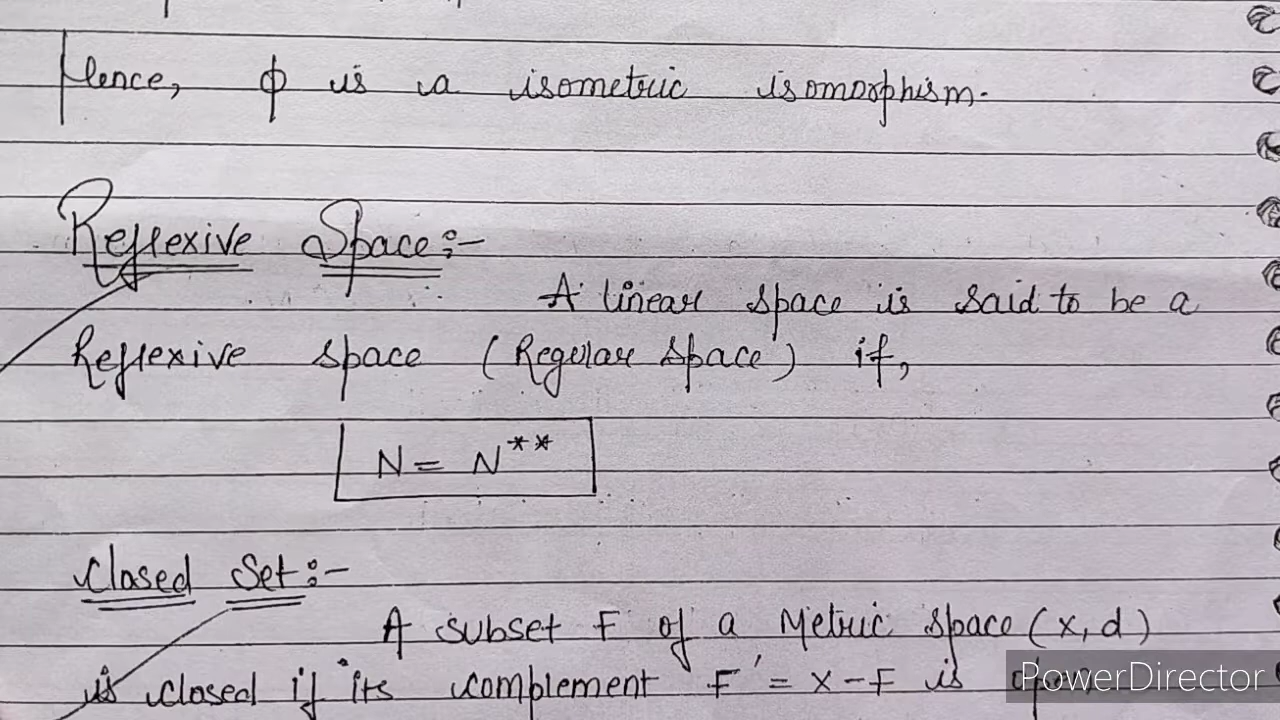 Hence, ϕ is a isometric isomorphism.
Reflexive Space:-
A linear space is said to be a
Reflexive space (Regular space) if,
N = N**
Closed Set:-
A subset F of a Metric space (x, d)
is closed if its complement F' = x - F is open
PowerDirector